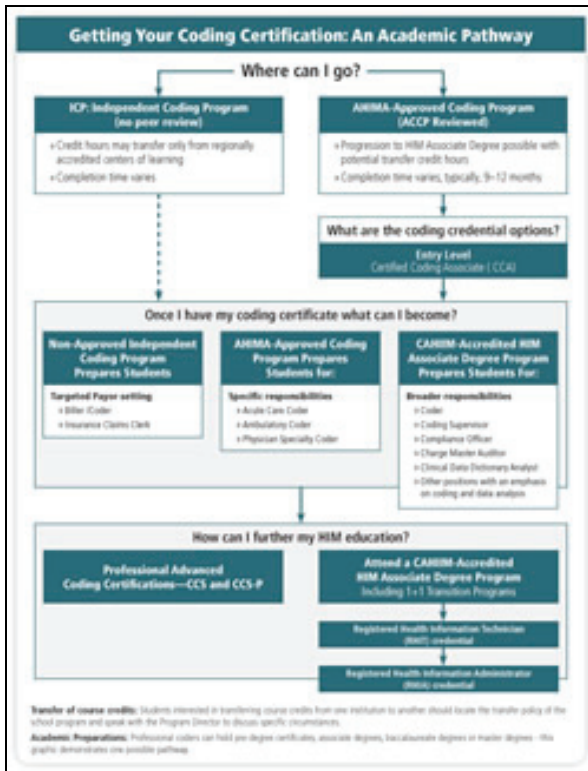 Getting Your Coding Certification: An Academic Pathway
Where can I go?
ICP: Independent Coding Program
(no peer review)
» Credit hours may transfer only from regionally
accredited centers of learning
» Completion time varies
AHIMA-Approved Coding Program
(ACCP Reviewed)
» Progression to HIM Associate Degree possible with
potential transfer credit hours
» Completion time varies, typically, 9–12 months
What are the coding credential options?
Entry Level
Certified Coding Associate (CCA)
Once I have my coding certificate what can I become?
Non-Approved Independent
Coding Program
Prepares Students
Targeted Payor setting
» Biller /Coder
» Insurance Claims Clerk
AHIMA-Approved Coding
Program Prepares
Students for:
Specific responsibilities
» Acute Care Coder
» Ambulatory Coder
» Physician Specialty Coder
CAHIIM-Accredited HIM
Associate Degree Program
Prepares Students For:
Broader responsibilities
» Coder
» Coding Supervisor
» Compliance Officer
» Charge Master Auditor
» Clinical Data Dictionary Analyst
» Other positions with an emphasis
on coding and data analysis
How can I further my HIM education?
Professional Advanced
Coding Certifications—CCS and CCS-P
Attend a CAHIIM-Accredited
HIM Associate Degree Program
Including 1+1 Transition Programs
Registered Health Information Technician
(RHIT) credential
Registered Health Information Administrator
(RHIA) credential
Transfer of course credits: Students interested in transferring course credits from one institution to another should locate the transfer policy of the
school program and speak with the Program Director to discuss specific circumstances.
Academic Preparations: Professional coders can hold pre-degree certificates, associate degrees, baccalaureate degrees or master degrees - this
graphic demonstrates one possible pathway.